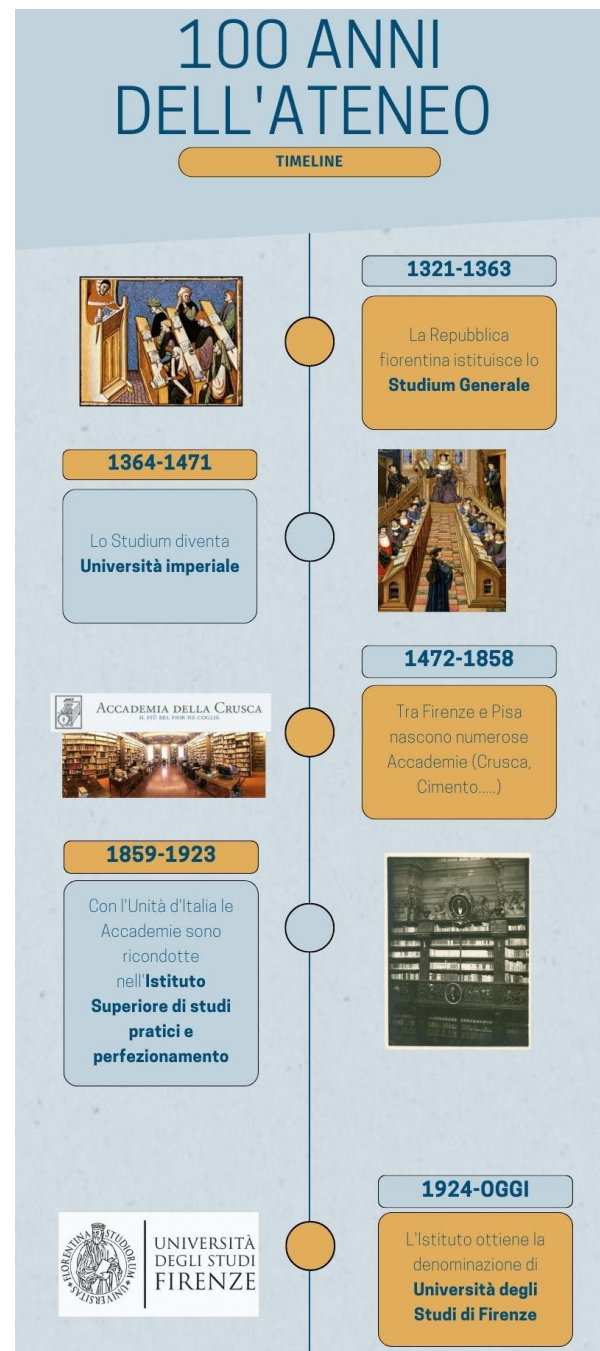 100 ANNI
DELL'ATENEO
TIMELINE
1321-1363
La Repubblica
fiorentina istituisce lo
Studium Generale
1364-1471
Lo Studium diventa
Università imperiale
1472-1858
ACCADEMIA DELLA CRUSCA
IL PIÙ BEL FIOR NE COGLIE
Tra Firenze e Pisa
nascono numerose
Accademie (Crusca,
Cimento.....)
1859-1923
Con l'Unità d'Italia le
Accademie sono
ricondotte
nell'Istituto
Superiore di studi
pratici e
perfezionamento
1924-OGGI
L'Istituto ottiene la
denominazione di
Università degli
Studi di Firenze
FLORENTINA STUDIORUM UNIVERSITAS
UNIVERSITÀ
DEGLI STUDI
FIRENZE